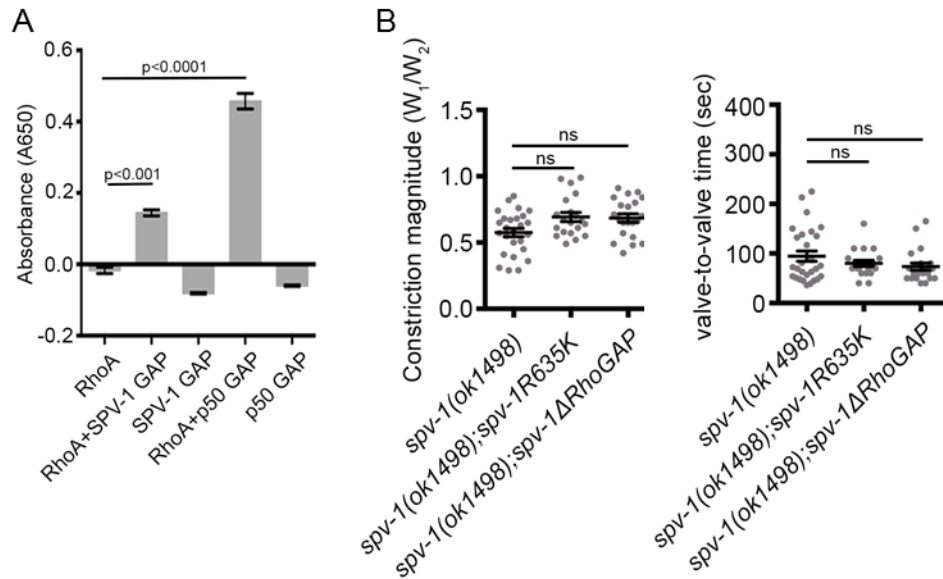 A
Absorbance (A650)
0.6
0.4
0.2
0.0
-0.2
p<0.0001
p<0.001
RhoA
RhoA+SPV-1 GAP
SPV-1 GAP
RhoA+p50 GAP
p50 GAP
B
Constriction magnitude (W1/W2)
1.5
1.0
0.5
0.0
ns
ns
spv-1(ok1498)
spv-1(ok1498);spv-1R635K
spv-1(ok1498);spv-1ΔRhoGAP
valve-to-valve time (sec)
400
300
200
100
0
ns
ns
spv-1(ok1498)
spv-1(ok1498);spv-1R635K
spv-1(ok1498);spv-1ΔRhoGAP